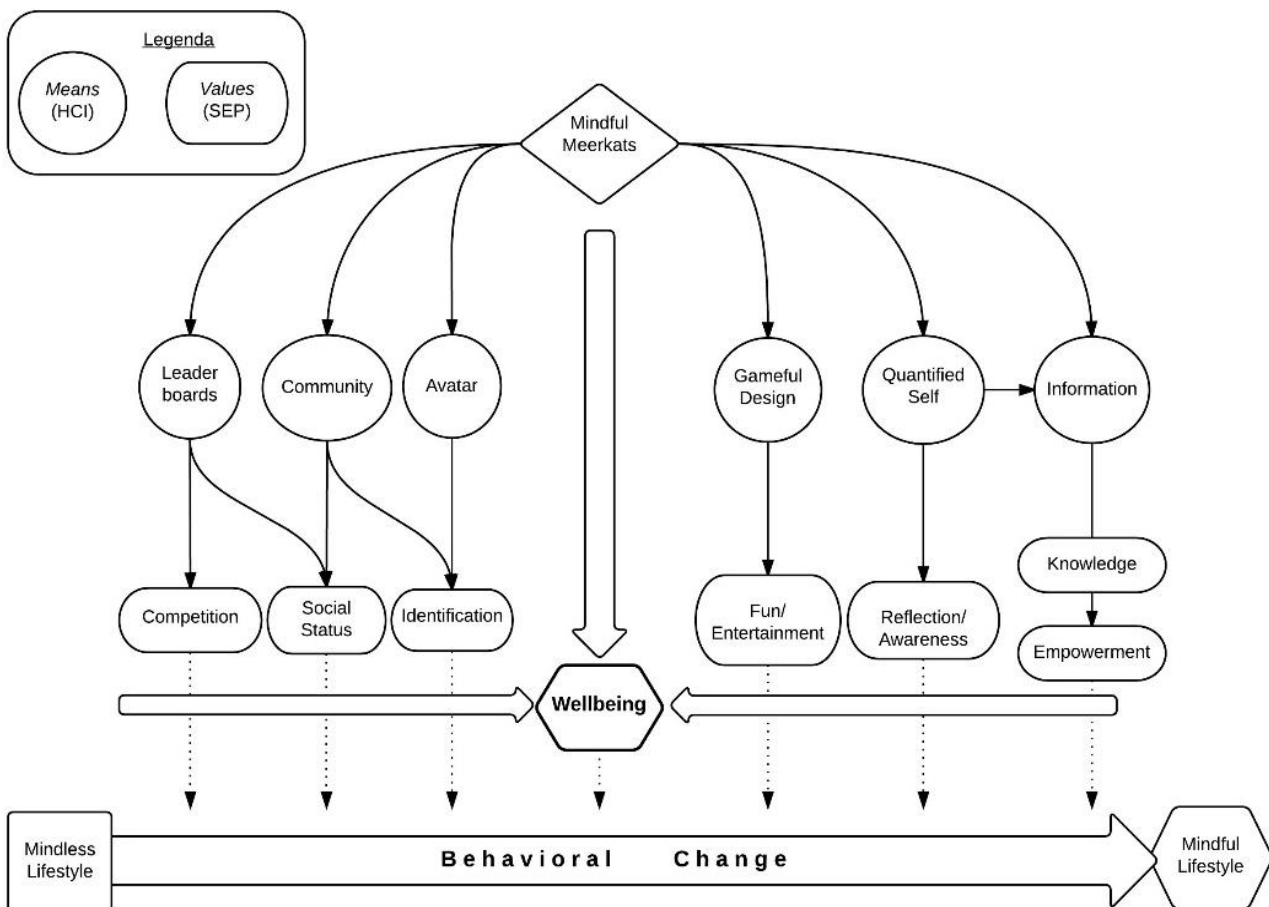 Legenda
Means
(HCI)
Values
(SEP)
Mindful
Meerkats
Leader
boards
Community
Avatar
Gameful
Design
Quantified
Self
Information
Knowledge
Competition
Social
Status
Identification
Fun/
Entertainment
Reflection/
Awareness
Empowerment
Wellbeing
Mindless
Lifestyle
Behavioral Change
Mindful
Lifestyle